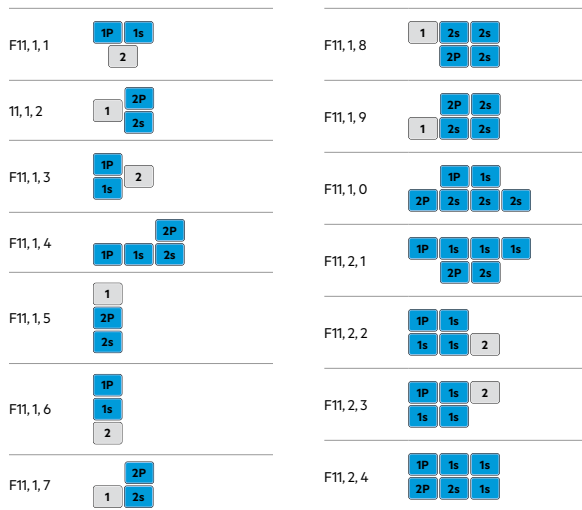 F11, 1, 1
1P 1s
2
11, 1, 2
2P
1
2s
F11, 1, 3
1P
2
1s
F11, 1, 4
2P
1P 1s 2s
F11, 1, 5
1
2P
2s
F11, 1, 6
1P
1s
2
F11, 1, 7
2P
1 2s
F11, 1, 8
1 2s 2s
2P 2s
F11, 1, 9
2P 2s
1 2s 2s
F11, 1, 0
1P 1s
2P 2s 2s 2s
F11, 2, 1
1P 1s 1s 1s
2P 2s
F11, 2, 2
1P 1s
1s 1s 2
F11, 2, 3
1P 1s 2
1s 1s
F11, 2, 4
1P 1s 1s
2P 2s 1s